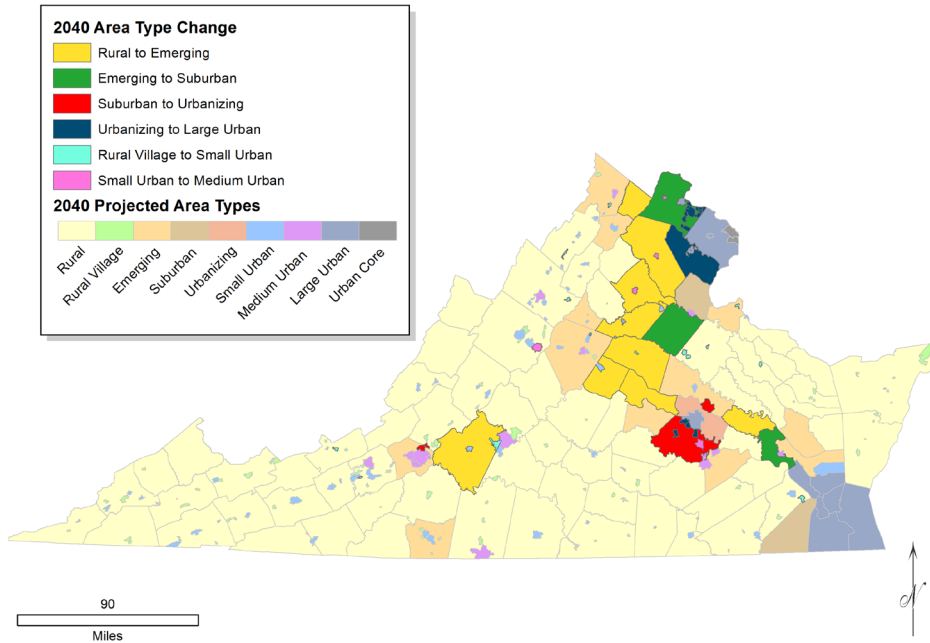 2040 Area Type Change
Rural to Emerging
Emerging to Suburban
Suburban to Urbanizing
Urbanizing to Large Urban
Rural Village to Small Urban
Small Urban to Medium Urban
2040 Projected Area Types
Rural
Rural Village
Emerging
Suburban
Urbanizing
Small Urban
Medium Urban
Large Urban
Urban Core
90
Miles
N